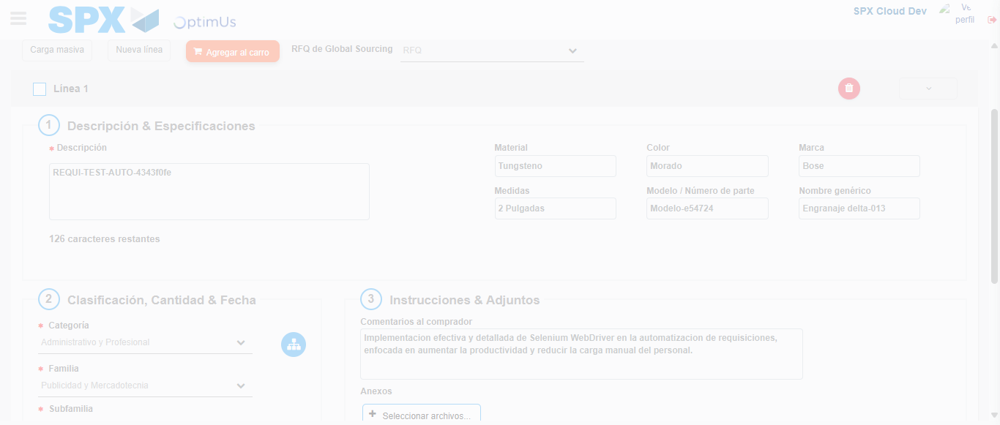 SPX
OptimUs
SPX Cloud Dev
perfil
Carga masiva
Nueva línea
Agregar al carro
RFQ de Global Sourcing
RFQ
Línea 1
1 Descripción & Especificaciones
* Descripción
REQUI-TEST-AUTO-4343f0fe
126 caracteres restantes
Material
Tungsteno
Color
Morado
Marca
Bose
Medidas
2 Pulgadas
Modelo / Número de parte
Modelo-e54724
Nombre genérico
Engranaje delta-013
2 Clasificación, Cantidad & Fecha
* Categoría
Administrativo y Profesional
* Familia
Publicidad y Mercadotecnia
* Subfamilia
3 Instrucciones & Adjuntos
Comentarios al comprador
Implementacion efectiva y detallada de Selenium WebDriver en la automatizacion de requisiciones,
enfocada en aumentar la productividad y reducir la carga manual del personal.
Anexos
+ Seleccionar archivos...